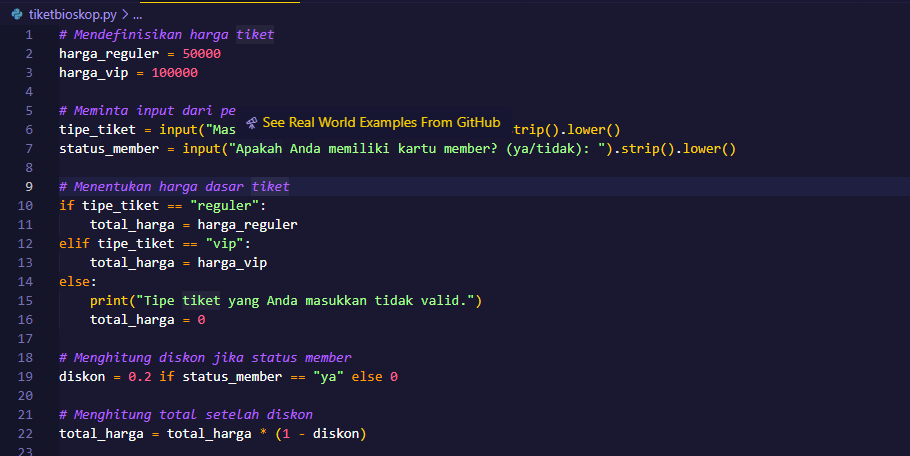 tiketbioskop.py > ...
1 # Mendefinisikan harga tiket
2 harga_reguler = 50000
3 harga_vip = 100000
4
5 # Meminta input dari pe
See Real World Examples From GitHub
6 tipe_tiket = input("Mas trip().lower()
7 status_member = input("Apakah Anda memiliki kartu member? (ya/tidak): ").strip().lower()
8
9 # Menentukan harga dasar tiket
10 if tipe_tiket == "reguler":
11     total_harga = harga_reguler
12 elif tipe_tiket == "vip":
13     total_harga = harga_vip
14 else:
15     print("Tipe tiket yang Anda masukkan tidak valid.")
16     total_harga = 0
17
18 # Menghitung diskon jika status member
19 diskon = 0.2 if status_member == "ya" else 0
20
21 # Menghitung total setelah diskon
22 total_harga = total_harga * (1 - diskon)
23